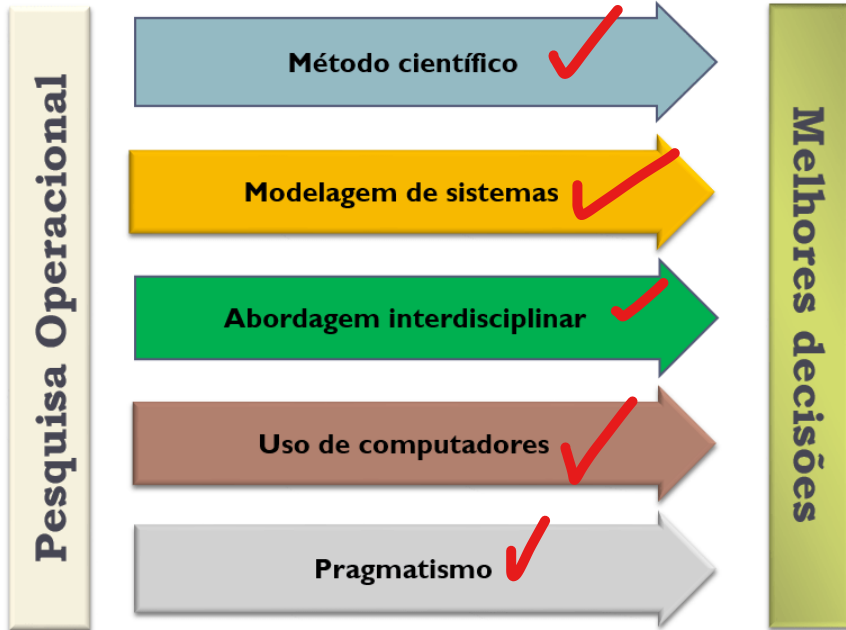 Pesquisa Operacional
Método científico
Modelagem de sistemas
Abordagem interdisciplinar
Uso de computadores
Pragmatismo
Melhores decisões